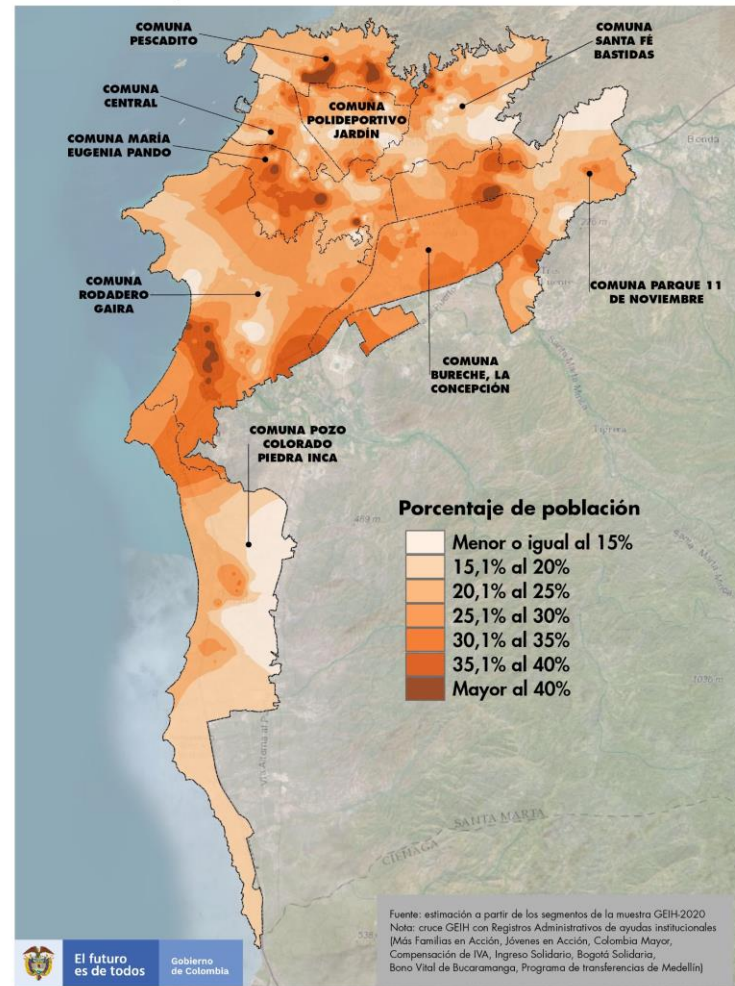 COMUNA
PESCADITO
COMUNA
SANTA FÉ
BASTIDAS
COMUNA
CENTRAL
COMUNA
POLIDEPORTIVO
JARDÍN
COMUNA MARÍA
EUGENIA PANDO
Bonda
COMUNA
RODADERO
GAIRA
COMUNA PARQUE 11
DE NOVIEMBRE
COMUNA
BURECHE, LA
CONCEPCIÓN
COMUNA POZO
COLORADO
PIEDRA INCA
489 m
Porcentaje de población
Menor o igual al 15%
15,1% al 20%
20,1% al 25%
25,1% al 30%
30,1% al 35%
35,1% al 40%
Mayor al 40%
SANTA MARTA
CIÉNAGA
Fuente: estimación a partir de los segmentos de la muestra GEIH-2020
Nota: cruce GEIH con Registros Administrativos de ayudas institucionales
(Más Familias en Acción, Jóvenes en Acción, Colombia Mayor,
Compensación de IVA, Ingreso Solidario, Bogotá Solidaria,
Bono Vital de Bucaramanga, Programa de transferencias de Medellín)
El futuro
es de todos
Gobierno
de Colombia